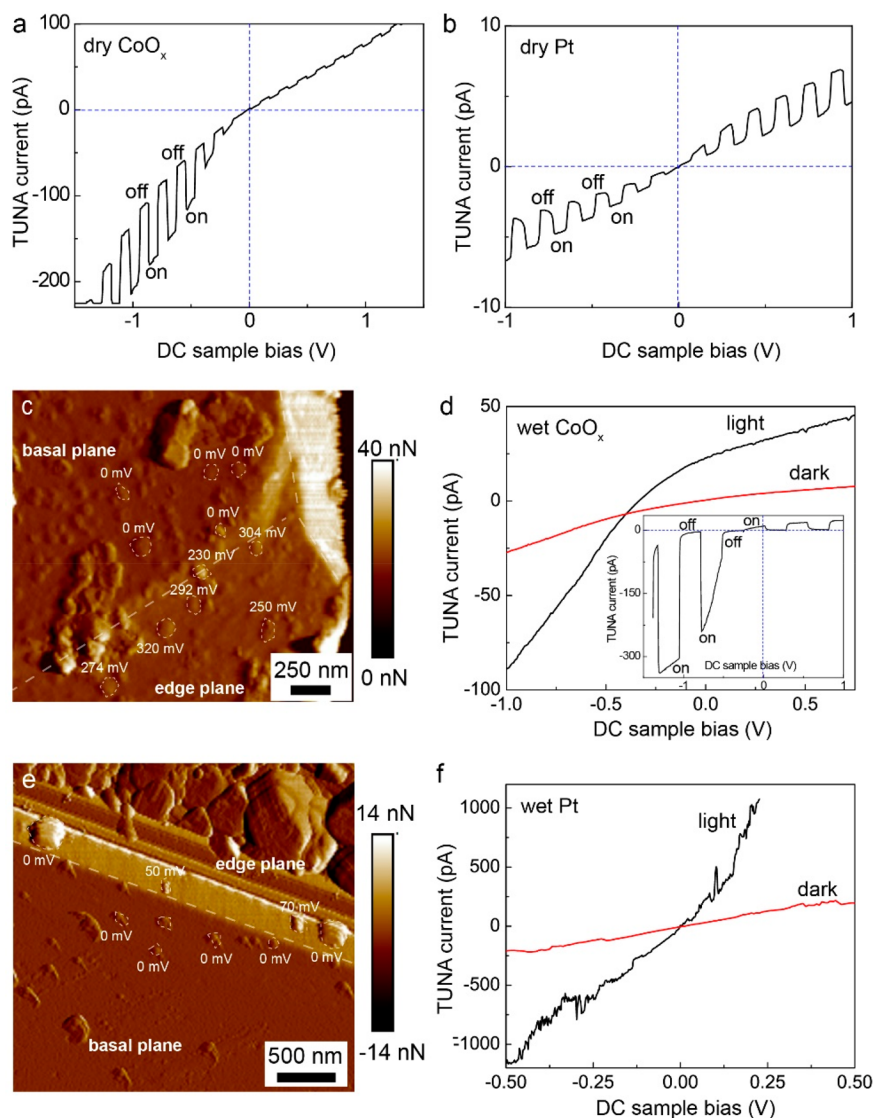 a
dry CoOₓ
TUNA current (pA)
100
0
-100
-200
off
off
on
on
-1
0
1
DC sample bias (V)
b
dry Pt
TUNA current (pA)
10
0
-10
off
off
on
on
-1
0
1
DC sample bias (V)
c
basal plane
0 mV
0 mV
0 mV
0 mV
0 mV
304 mV
230 mV
292 mV
250 mV
320 mV
274 mV
edge plane
250 nm
40 nN
0 nN
d
wet CoOₓ
light
dark
TUNA current (pA)
50
0
-50
-100
-1.0
-0.5
0.0
0.5
DC sample bias (V)
TUNA current (pA)
0
-150
-300
off
on
off
on
on
DC sample bias (V)
-1
0
1
e
edge plane
0 mV
50 mV
70 mV
0 mV
0 mV
0 mV
0 mV
0 mV
basal plane
500 nm
14 nN
-14 nN
f
wet Pt
light
dark
TUNA current (pA)
1000
500
0
-500
-1000
-0.50
-0.25
0.00
0.25
0.50
DC sample bias (V)